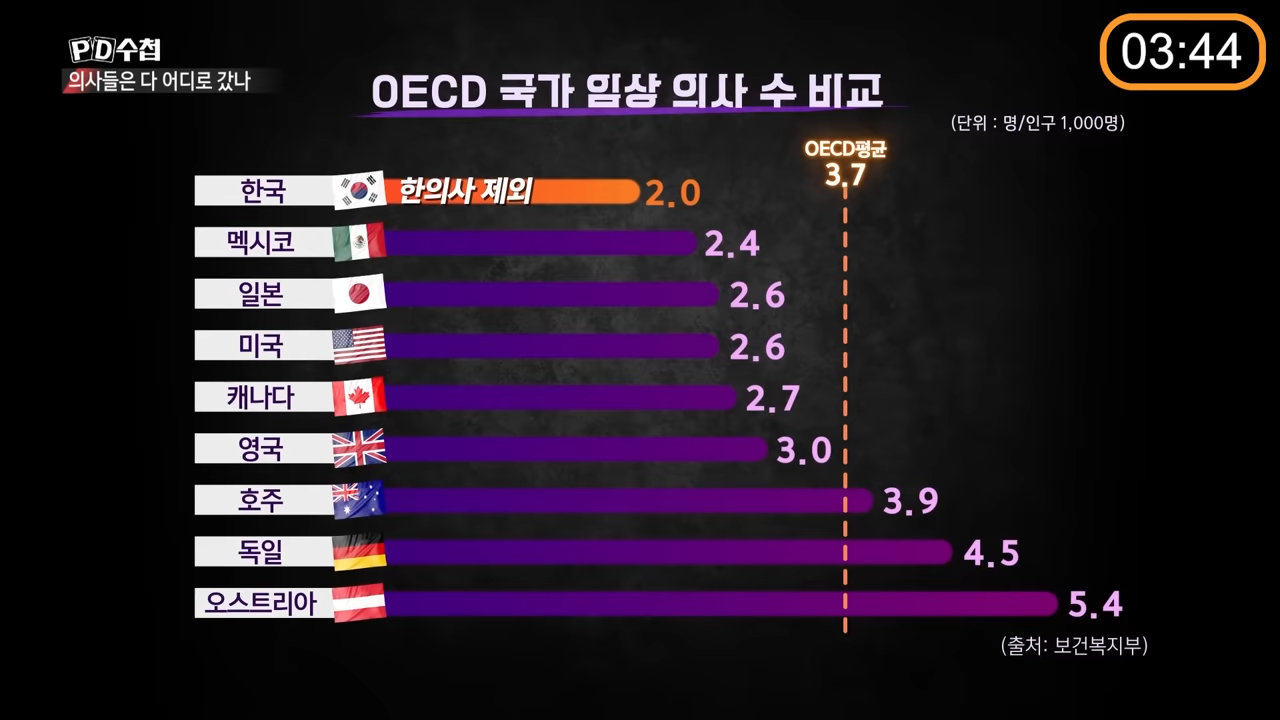 PD수첩
의사들은 다 어디로 갔나
03:44
OECD 국가 임상 의사 수 비교
(단위 : 명/인구 1,000명)
OECD평균
3.7
한국 한의사 제외 2.0
멕시코 2.4
일본 2.6
미국 2.6
캐나다 2.7
영국 3.0
호주 3.9
독일 4.5
오스트리아 5.4
(출처: 보건복지부)